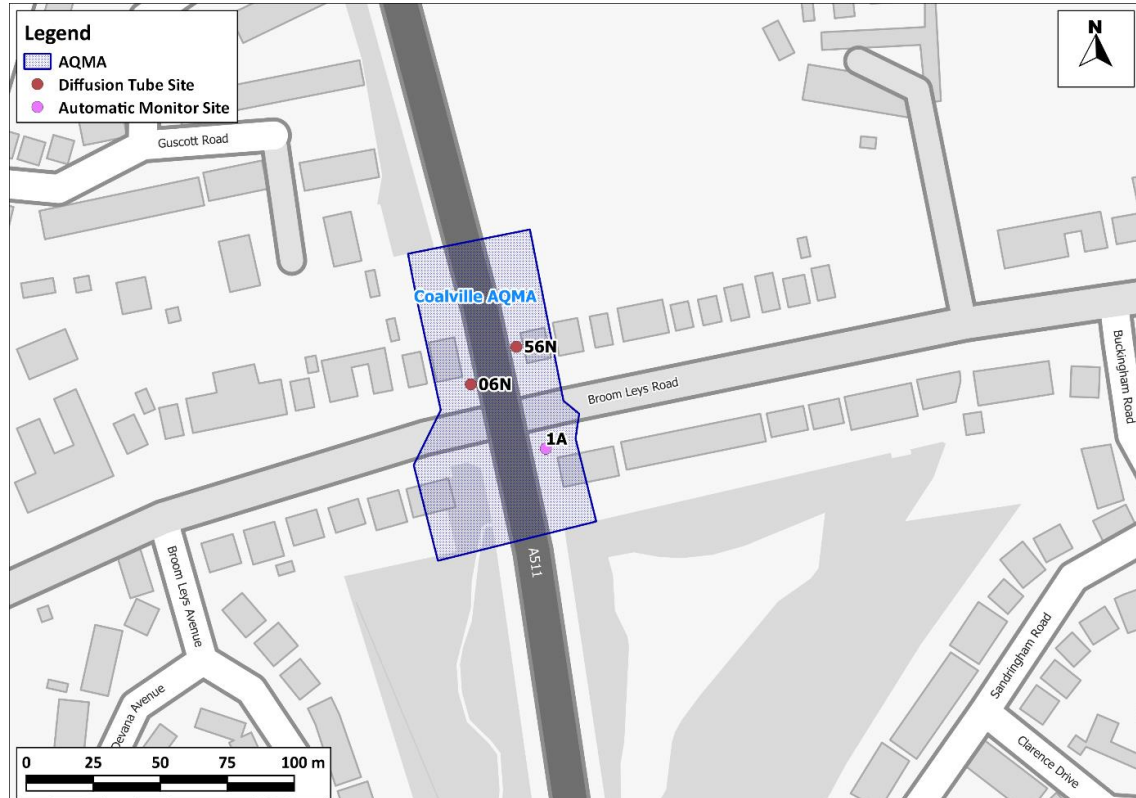 Legend
AQMA
Diffusion Tube Site
Automatic Monitor Site
N
Guscott Road
Coalville AQMA
56N
06N
Broom Leys Road
1A
Buckingham Road
A511
Broom Leys Avenue
Sandringham Road
Devana Avenue
Clarence Drive
0 25 50 75 100 m